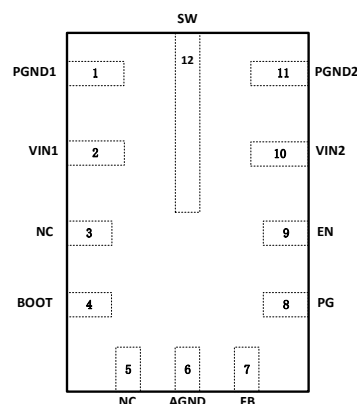 SW
12
PGND1 1 11 PGND2
VIN1 2 10 VIN2
NC 3 9 EN
BOOT 4 8 PG
5 6 7
NC AGND FB